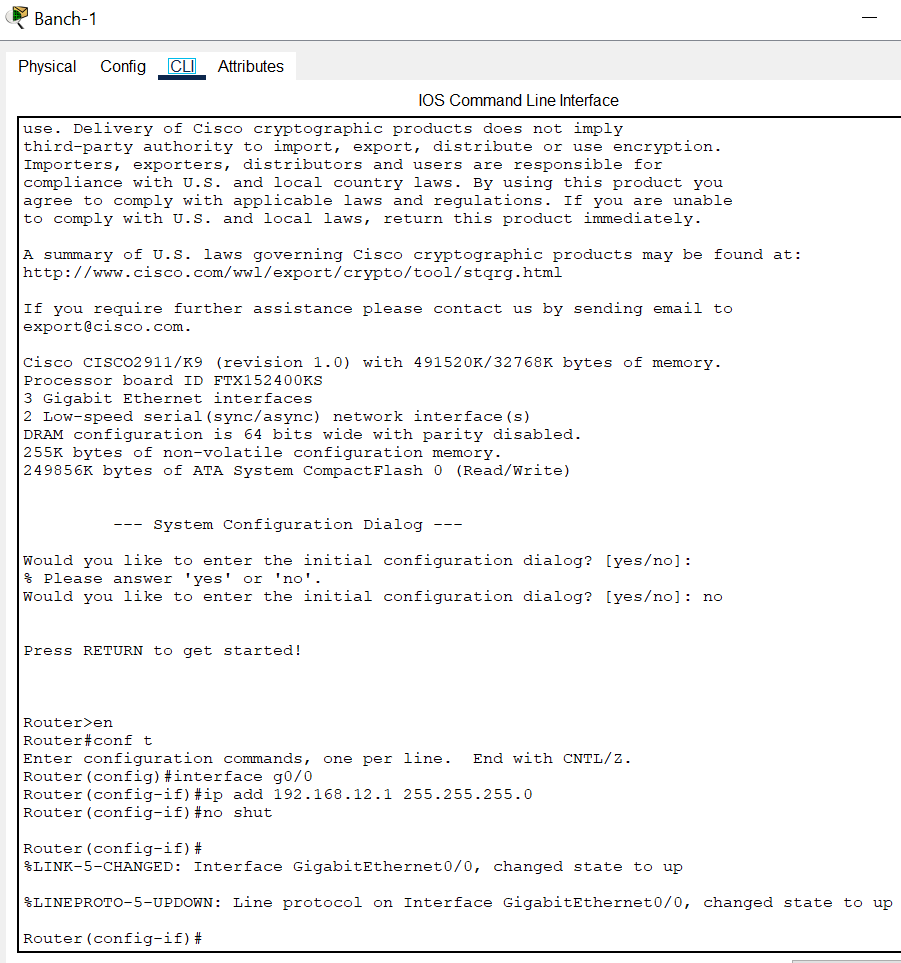 Banch-1
Physical Config CLI Attributes
IOS Command Line Interface
use. Delivery of Cisco cryptographic products does not imply
third-party authority to import, export, distribute or use encryption.
Importers, exporters, distributors and users are responsible for
compliance with U.S. and local country laws. By using this product you
agree to comply with applicable laws and regulations. If you are unable
to comply with U.S. and local laws, return this product immediately.
A summary of U.S. laws governing Cisco cryptographic products may be found at:
http://www.cisco.com/wwl/export/crypto/tool/stqrg.html
If you require further assistance please contact us by sending email to
export@cisco.com.
Cisco CISCO2911/K9 (revision 1.0) with 491520K/32768K bytes of memory.
Processor board ID FTX152400KS
3 Gigabit Ethernet interfaces
2 Low-speed serial(sync/async) network interface(s)
DRAM configuration is 64 bits wide with parity disabled.
255K bytes of non-volatile configuration memory.
249856K bytes of ATA System CompactFlash 0 (Read/Write)
--- System Configuration Dialog ---
Would you like to enter the initial configuration dialog? [yes/no]:
% Please answer 'yes' or 'no'.
Would you like to enter the initial configuration dialog? [yes/no]: no
Press RETURN to get started!
Router>en
Router#conf t
Enter configuration commands, one per line.  End with CNTL/Z.
Router(config)#interface g0/0
Router(config-if)#ip add 192.168.12.1 255.255.255.0
Router(config-if)#no shut
Router(config-if)#
%LINK-5-CHANGED: Interface GigabitEthernet0/0, changed state to up
%LINEPROTO-5-UPDOWN: Line protocol on Interface GigabitEthernet0/0, changed state to up
Router(config-if)#